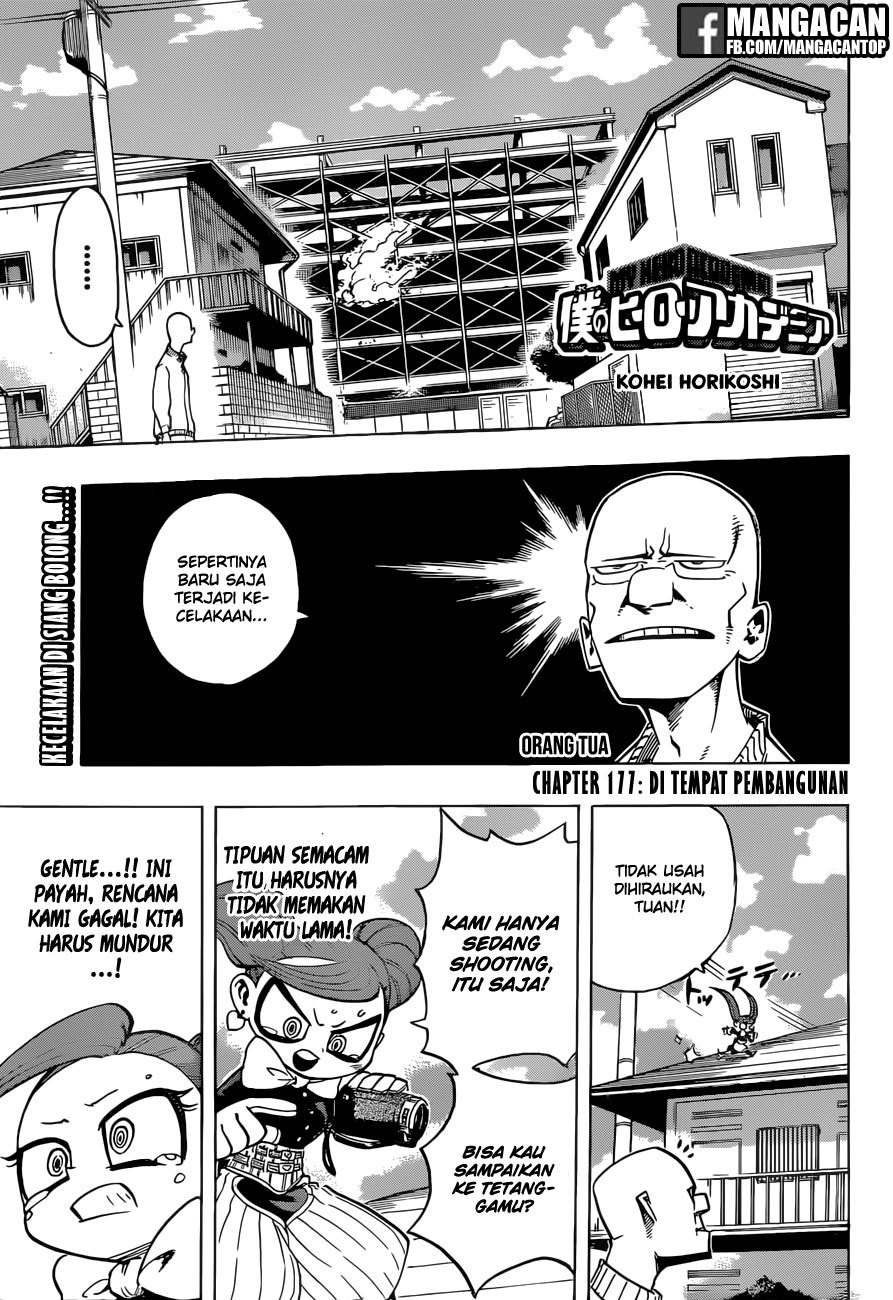 MANGACAN
FB.COM/MANGACANTOP
........
MY HERO ACADEMIA
僕のヒーローアカデミア
KOHEI HORIKOSHI
KECELAKAAN DI SIANG BOLONG...!!
SEPERTINYA
BARU SAJA
TERJADI KE-
CELAKAAN...
ORANG TUA
CHAPTER 177: DI TEMPAT PEMBANGUNAN
TIDAK USAH
DIHIRAUKAN,
TUAN!!
トッ
テテ...
KAMI HANYA
SEDANG
SHOOTING,
ITU SAJA!
BISA KAU
SAMPAIKAN
KE TETANG-
GAMU?
TIPUAN SEMACAM
ITU HARUSNYA
TIDAK MEMAKAN
WAKTU LAMA!
GENTLE...!! INI
PAYAH, RENCANA
KAMI GAGAL! KITA
HARUS MUNDUR
...!